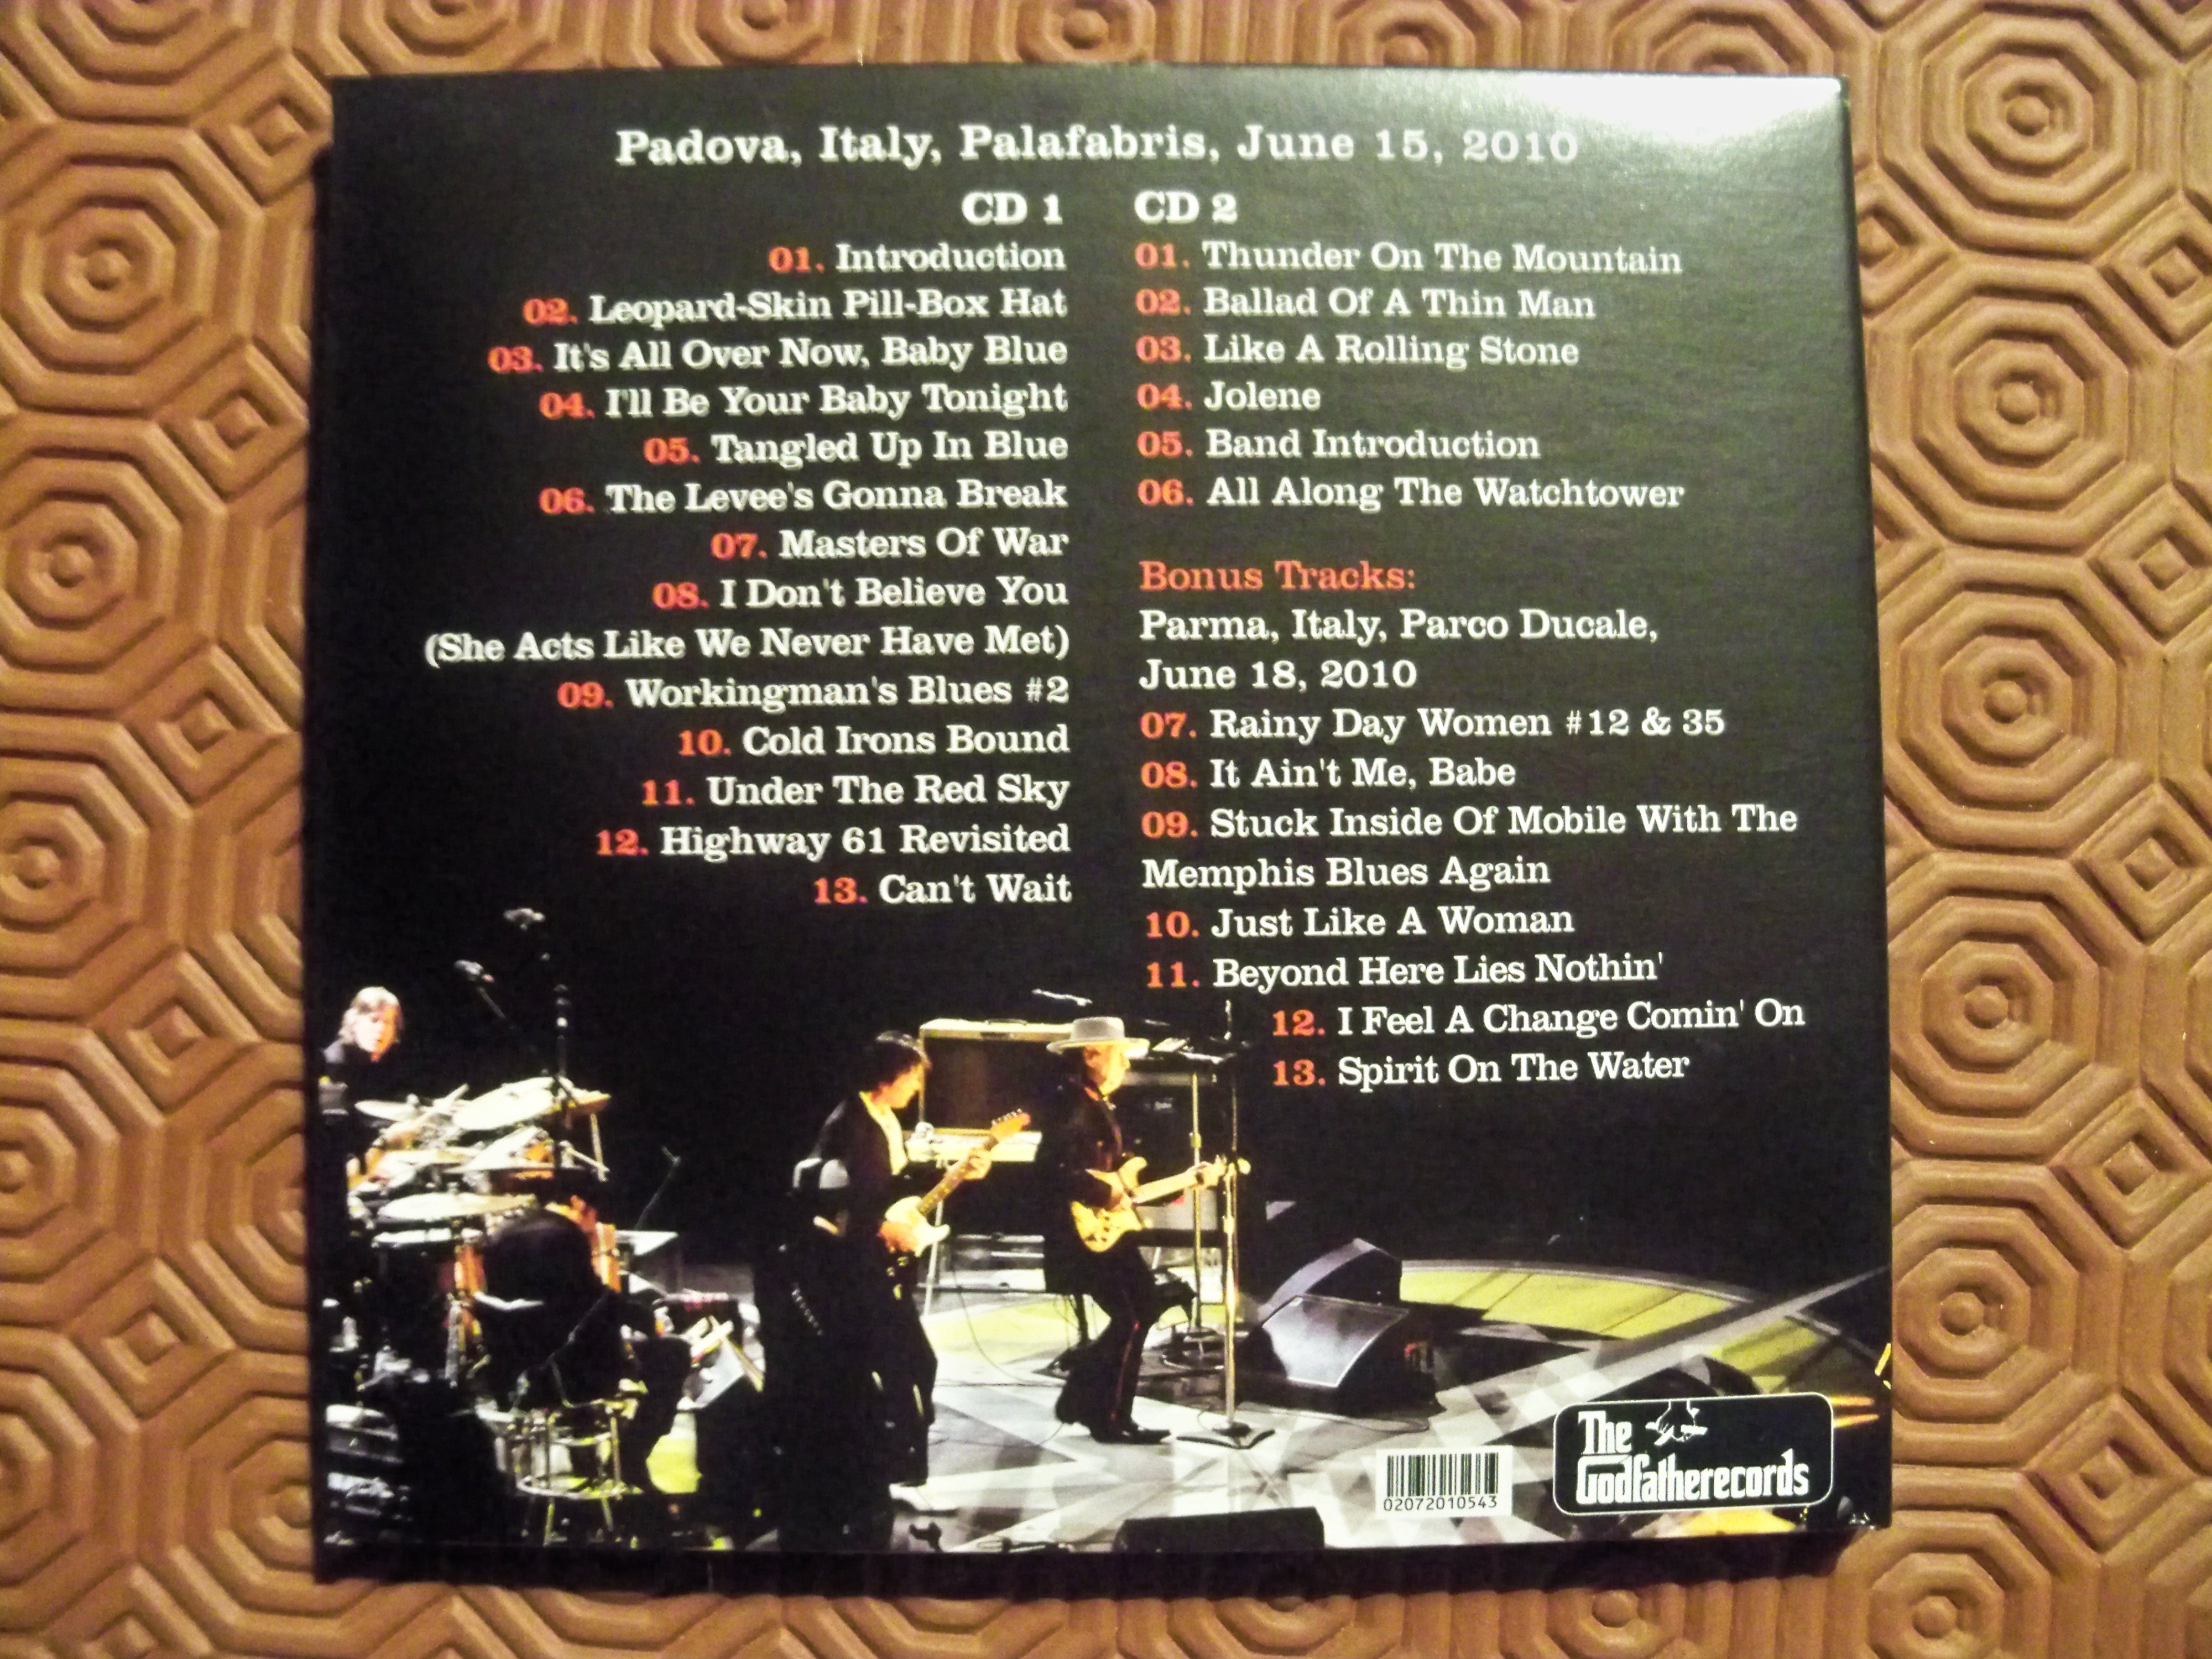 Padova, Italy, Palafabris, June 15, 2010
CD 1
01. Introduction
02. Leopard-Skin Pill-Box Hat
03. It's All Over Now, Baby Blue
04. I'll Be Your Baby Tonight
05. Tangled Up In Blue
06. The Levee's Gonna Break
07. Masters Of War
08. I Don't Believe You
(She Acts Like We Never Have Met)
09. Workingman's Blues #2
10. Cold Irons Bound
11. Under The Red Sky
12. Highway 61 Revisited
13. Can't Wait
CD 2
01. Thunder On The Mountain
02. Ballad Of A Thin Man
03. Like A Rolling Stone
04. Jolene
05. Band Introduction
06. All Along The Watchtower
Bonus Tracks:
Parma, Italy, Parco Ducale,
June 18, 2010
07. Rainy Day Women #12 & 35
08. It Ain't Me, Babe
09. Stuck Inside Of Mobile With The
Memphis Blues Again
10. Just Like A Woman
11. Beyond Here Lies Nothin'
12. I Feel A Change Comin' On
13. Spirit On The Water
02072010543
The
Godfatherecords